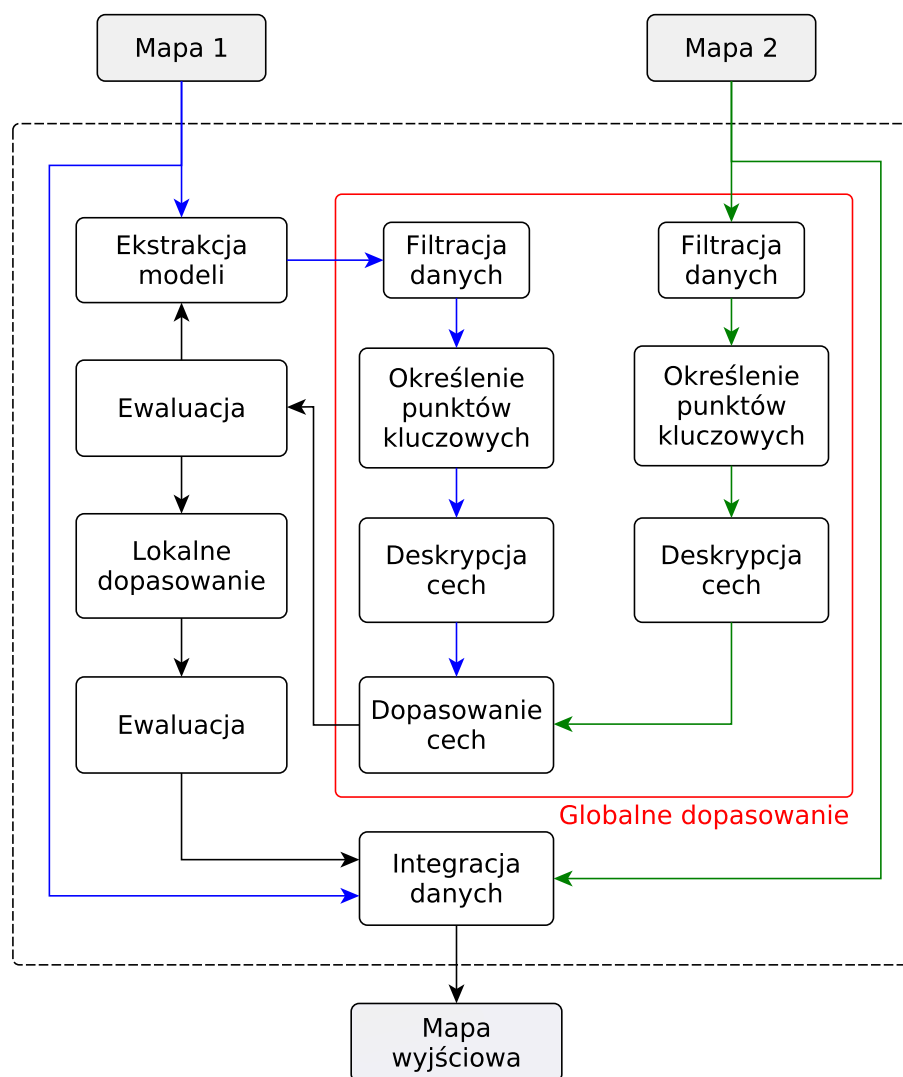 Mapa 1
Mapa 2
Ekstrakcja
modeli
Filtracja
danych
Filtracja
danych
Ewaluacja
Określenie
punktów
kluczowych
Określenie
punktów
kluczowych
Lokalne
dopasowanie
Deskrypcja
cech
Deskrypcja
cech
Ewaluacja
Dopasowanie
cech
Globalne dopasowanie
Integracja
danych
Mapa
wyjściowa